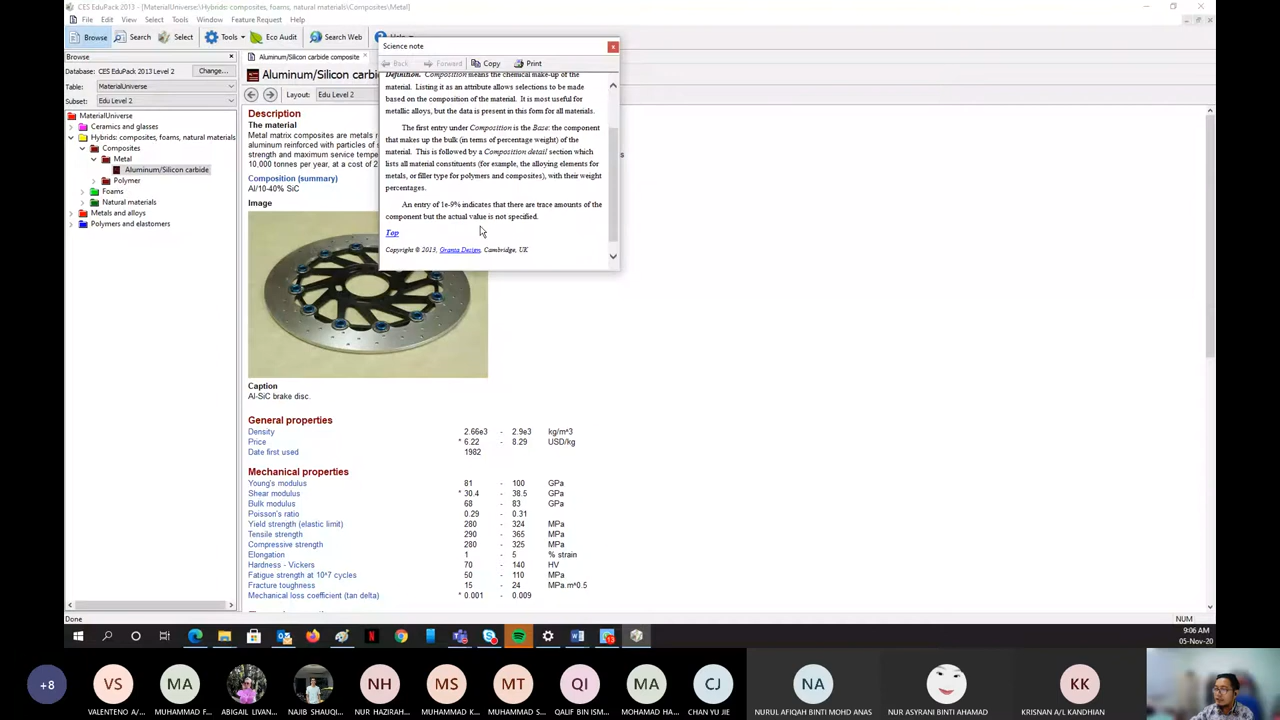 CES EduPack 2013 - [MaterialUniverse:\Hybrids: composites, foams, natural materials\Composites\Metal]
File Edit View Select Tools Window Feature Request Help
Browse Search Select Tools Eco Audit Search Web Help
Browse
Database: CES EduPack 2013 Level 2 Change...
Table: MaterialUniverse
Subset: Edu Level 2
MaterialUniverse
Ceramics and glasses
Hybrids: composites, foams, natural materials
Composites
Metal
Aluminum/Silicon carbide
Polymer
Foams
Natural materials
Metals and alloys
Polymers and elastomers
Aluminum/Silicon carbide composite
Aluminum/Silicon carbi
Layout: Edu Level 2
Description
The material
Metal matrix composites are metals r
aluminum reinforced with particles of
strength and maximum service tempe
10,000 tonnes per year, at a cost of 2
s
Composition (summary)
Al/10-40% SiC
Image
Caption
Al-SiC brake disc.
General properties
Density 2.66e3 - 2.9e3 kg/m^3
Price * 6.22 - 8.29 USD/kg
Date first used 1982
Mechanical properties
Young's modulus 81 - 100 GPa
Shear modulus * 30.4 - 38.5 GPa
Bulk modulus 68 - 83 GPa
Poisson's ratio 0.29 - 0.31
Yield strength (elastic limit) 280 - 324 MPa
Tensile strength 290 - 365 MPa
Compressive strength 280 - 325 MPa
Elongation 1 - 5 % strain
Hardness - Vickers 70 - 140 HV
Fatigue strength at 10^7 cycles 50 - 110 MPa
Fracture toughness 15 - 24 MPa.m^0.5
Mechanical loss coefficient (tan delta) * 0.001 - 0.009
Science note
Back Forward Copy Print
Definition. Composition means the chemical make-up of the
material. Listing it as an attribute allows selections to be made
based on the composition of the material. It is most useful for
metallic alloys, but the data is present in this form for all materials.
The first entry under Composition is the Base: the component
that makes up the bulk (in terms of percentage weight) of the
material. This is followed by a Composition detail section which
lists all material constituents (for example, the alloying elements for
metals, or filler type for polymers and composites), with their weight
percentages.
An entry of 1e-9% indicates that there are trace amounts of the
component but the actual value is not specified.
Top
Copyright © 2013, Granta Design, Cambridge, UK
Done
NUM
9:06 AM
05-Nov-20
13
+8 VS MA NH MS MT QI MA CJ NA KK
VALENTENO A/... MUHAMMAD F... ABIGAIL LIVAN... NAJIB SHAUQI... NUR HAZIRAH... MUHAMMAD K... MUHAMMAD S... QALIF BIN ISM... MOHAMAD HA... CHAN YU JIE NURUL AFIQAH BINTI MOHD ANAS NUR ASYRANI BINTI AHAMAD KRISNAN A/L KANDHIAN